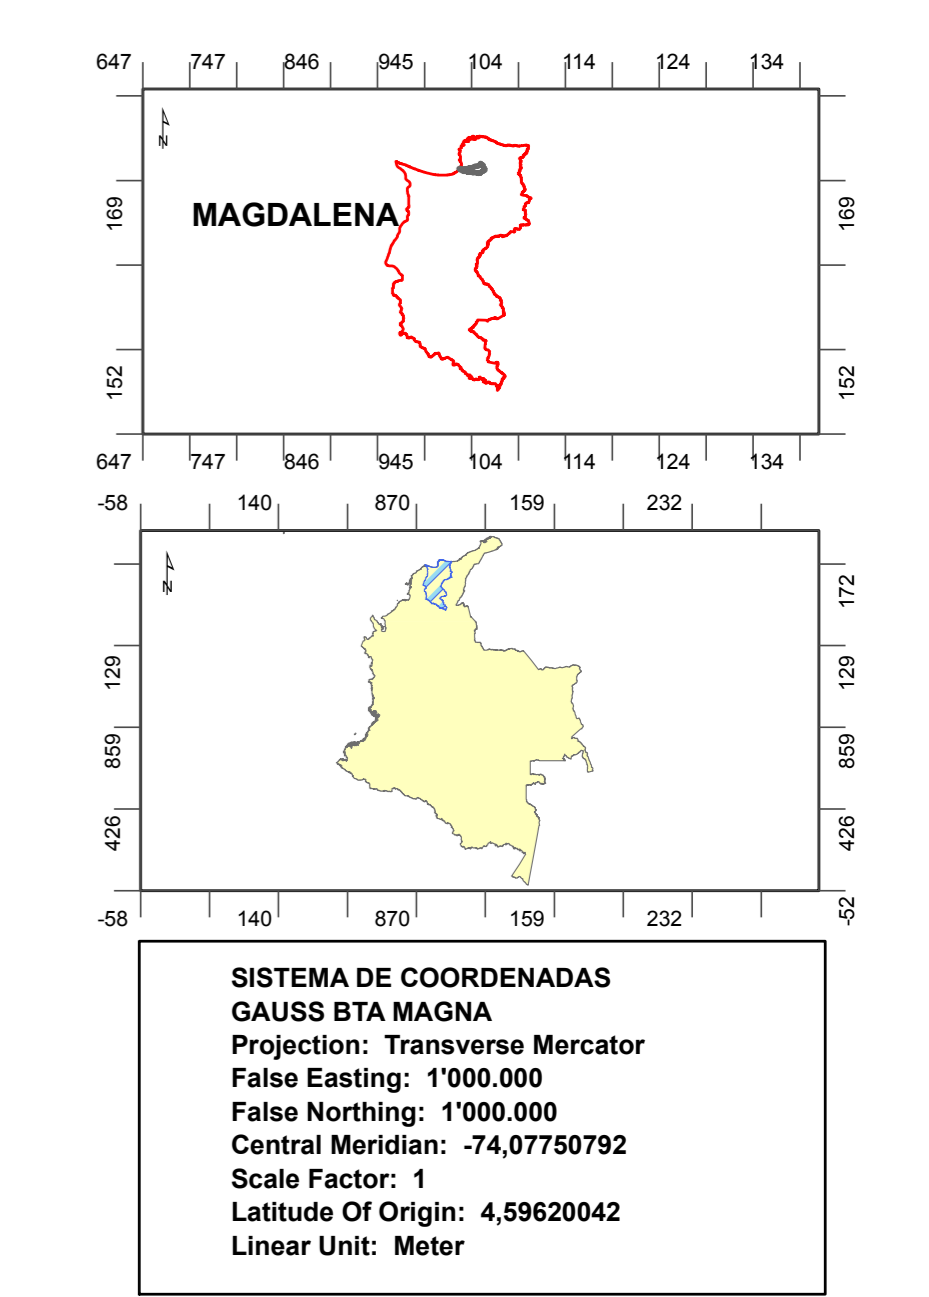 647 747 846 945 104 114 124 134
N
169 169
MAGDALENA
152 152
647 747 846 945 104 114 124 134
-58 140 870 159 232
N
172
129 129
859 859
426 426
-52
-58 140 870 159 232
SISTEMA DE COORDENADAS
GAUSS BTA MAGNA
Projection: Transverse Mercator
False Easting: 1'000.000
False Northing: 1'000.000
Central Meridian: -74,07750792
Scale Factor: 1
Latitude Of Origin: 4,59620042
Linear Unit: Meter